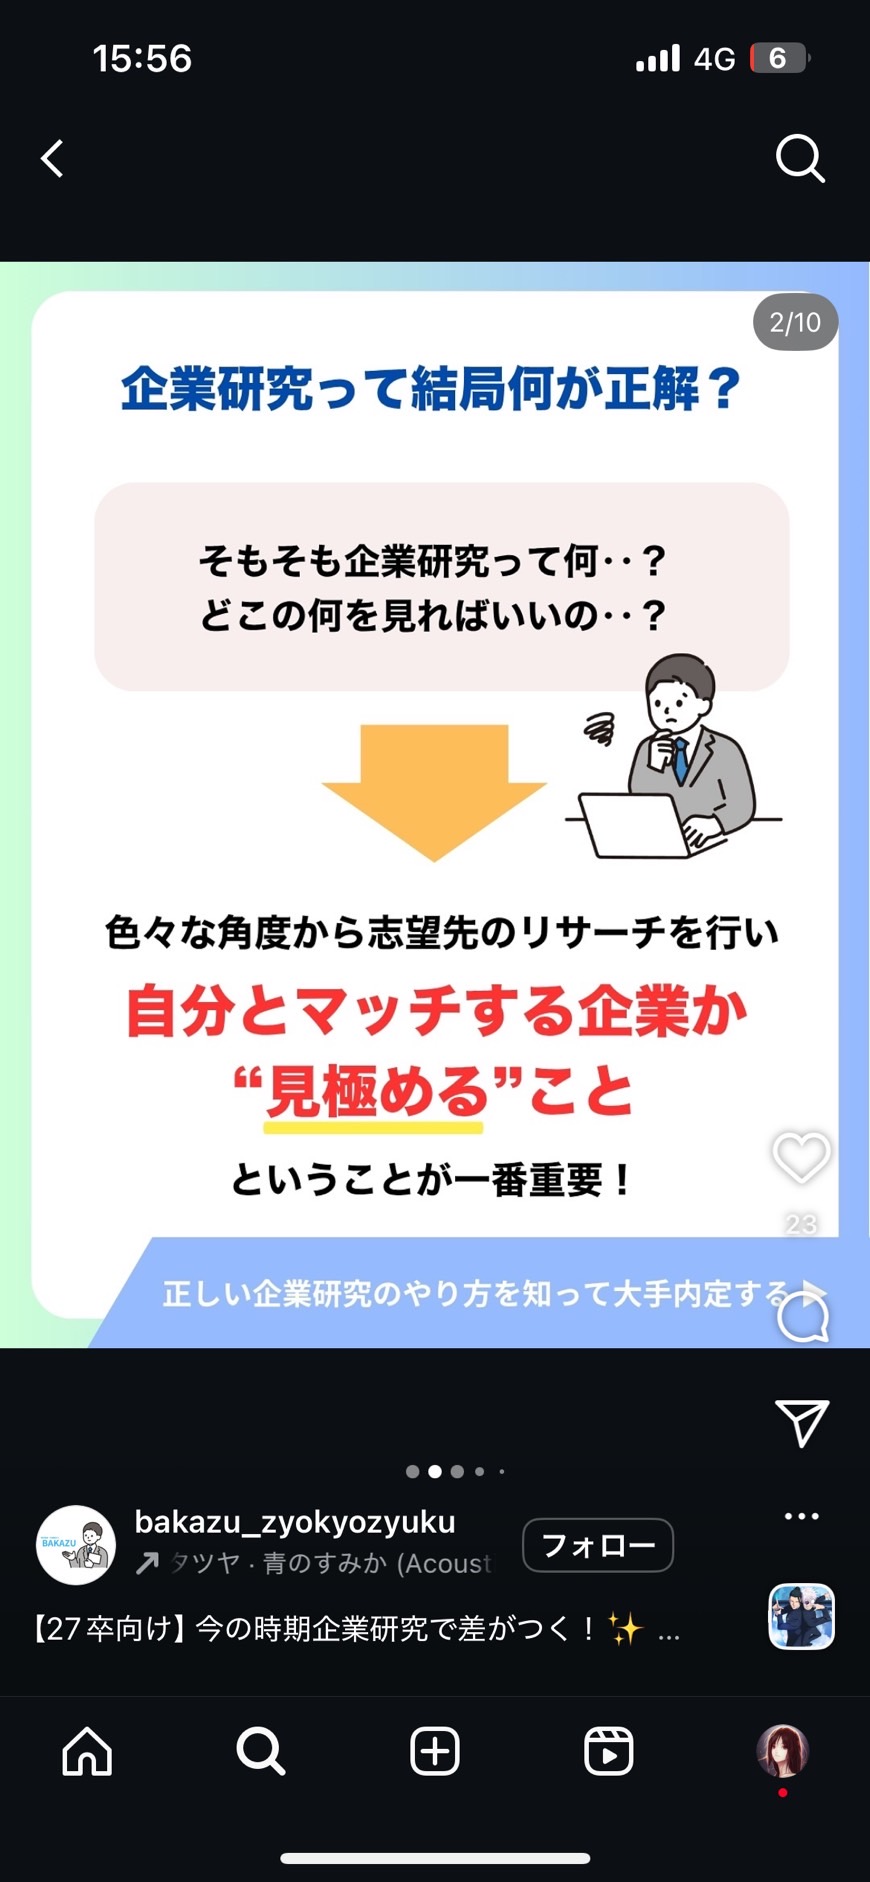 15:56
4G
6
2/10
企業研究って結局何が正解？
そもそも企業研究って何‥？
どこの何を見ればいいの‥？
色々な角度から志望先のリサーチを行い
自分とマッチする企業か
“見極める”こと
ということが一番重要！
23
正しい企業研究のやり方を知って大手内定する
bakazu_zyokyozyuku
BAKAZU
タツヤ · 青のすみか (Acoust
フォロー
【27卒向け】今の時期企業研究で差がつく！✨ ...